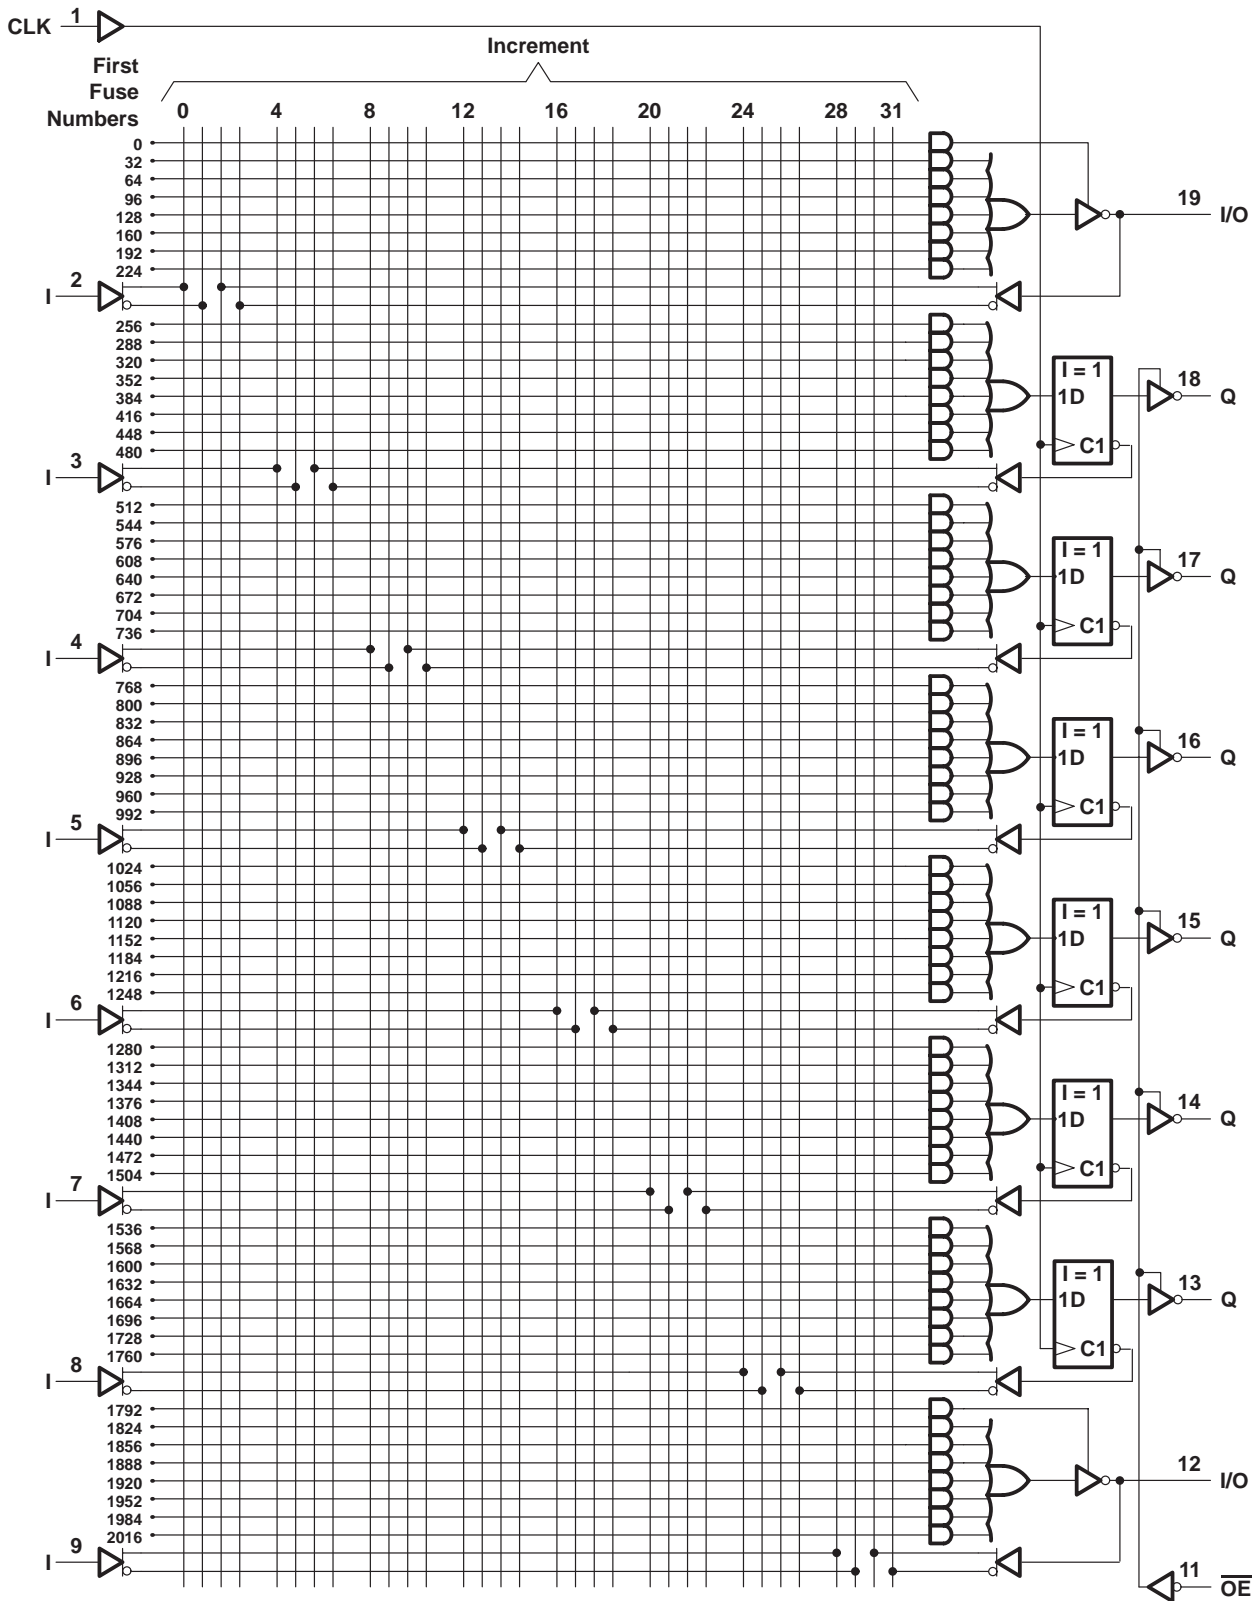 CLK 1
Increment
First
Fuse
Numbers
0 4 8 12 16 20 24 28 31
0
32
64
96
128
160
192
224
19 I/O
I 2
256
288
320
352
384
416
448
480
I = 1
1D
C1
18 Q
I 3
512
544
576
608
640
672
704
736
I = 1
1D
C1
17 Q
I 4
768
800
832
864
896
928
960
992
I = 1
1D
C1
16 Q
I 5
1024
1056
1088
1120
1152
1184
1216
1248
I = 1
1D
C1
15 Q
I 6
1280
1312
1344
1376
1408
1440
1472
1504
I = 1
1D
C1
14 Q
I 7
1536
1568
1600
1632
1664
1696
1728
1760
I = 1
1D
C1
13 Q
I 8
1792
1824
1856
1888
1920
1952
1984
2016
12 I/O
I 9
11 OE